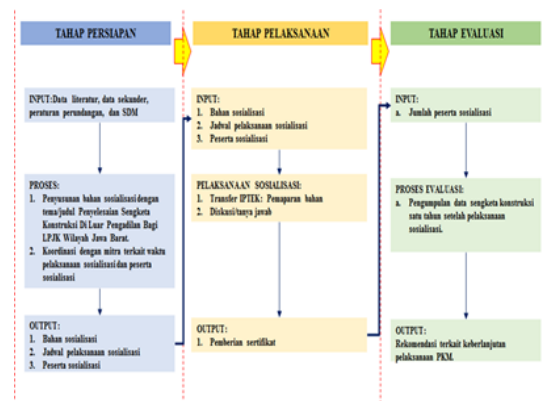 TAHAP PERSIAPAN
INPUT:Data literatur, data sekunder,
peraturan perundangan, dan SDM
PROSES:
1. Penyusunan bahan sosialisasi dengan
tema/judul Penyelesaian Sengketa
Konstruksi Di Luar Pengadilan Bagi
LPJK Wilayah Jawa Barat.
2. Koordinasi dengan mitra terkait waktu
pelaksanaan sosialisasi dan peserta
sosialisasi
OUTPUT:
1. Bahan sosialisasi
2. Jadwal pelaksanaan sosialisasi
3. Peserta sosialisasi
TAHAP PELAKSANAAN
INPUT:
1. Bahan sosialisasi
2. Jadwal pelaksanaan sosialisasi
3. Peserta sosialisasi
PELAKSANAAN SOSIALISASI:
1. Transfer IPTEK: Pemaparan bahan
2. Diskusi/tanya jawab
OUTPUT:
1. Pemberian sertifikat
TAHAP EVALUASI
INPUT:
a. Jumlah peserta sosialisasi
PROSES EVALUASI:
a. Pengumpulan data sengketa konstruksi
satu tahun setelah pelaksanaan
sosialisasi.
OUTPUT:
Rekomendasi terkait keberlanjutan
pelaksanaan PKM.